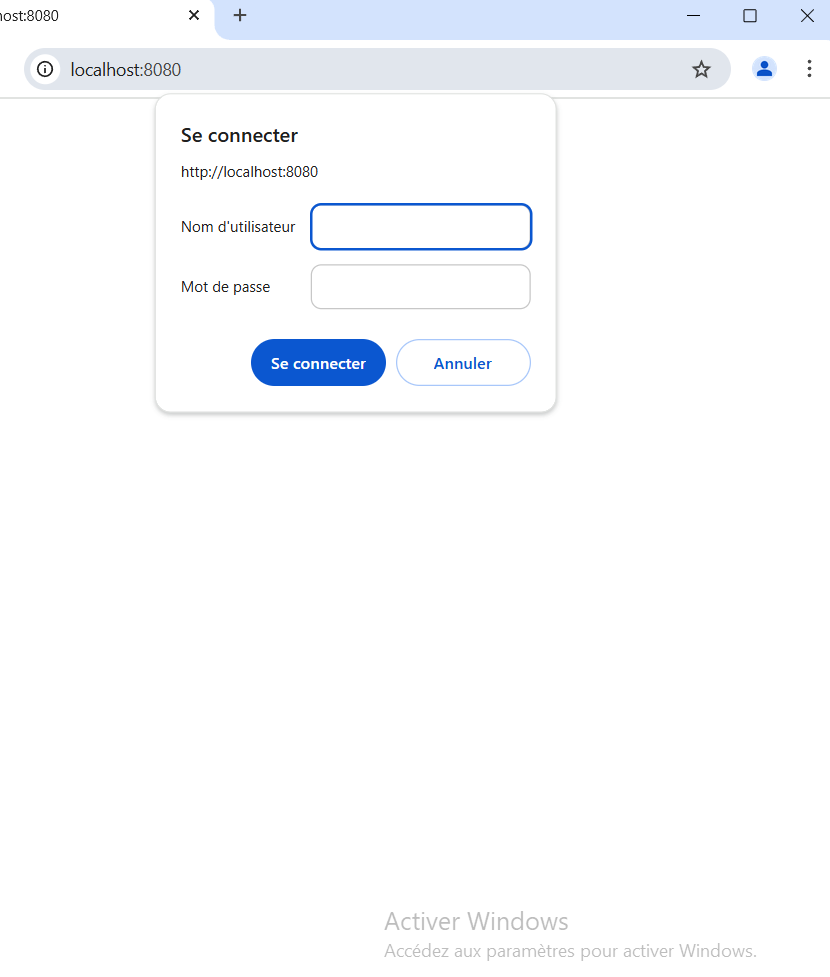 host:8080
localhost:8080
Se connecter
http://localhost:8080
Nom d'utilisateur
Mot de passe
Se connecter
Annuler
Activer Windows
Accédez aux paramètres pour activer Windows.